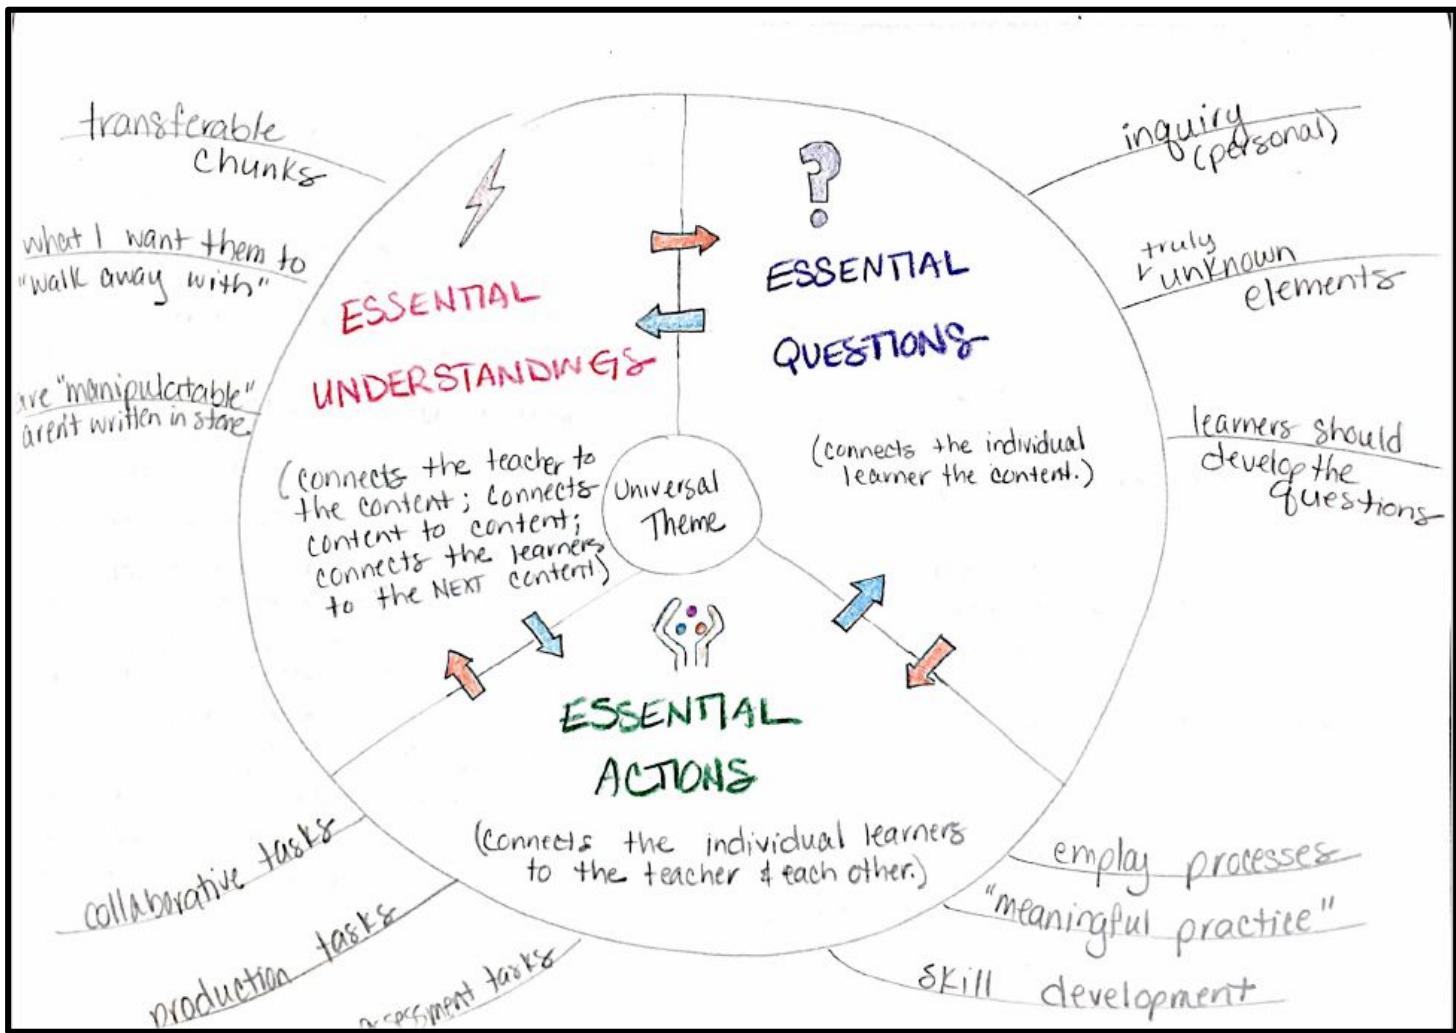 transferable
chunks
what I want them to
"walk away with"
are "manipulatable"
aren't written in stone.
ESSENTIAL
UNDERSTANDINGS
(connects the teacher to
the content; connects
content to content;
connects the learners
to the NEXT content.)
ESSENTIAL
QUESTIONS
(connects the individual
learner the content.)
inquiry
(personal)
truly
unknown
elements
learners should
develop the
questions
Universal
Theme
ESSENTIAL
ACTIONS
(connects the individual learners
to the teacher & each other.)
collaborative tasks
production tasks
assessment tasks
employ processes
"meaningful practice"
skill development